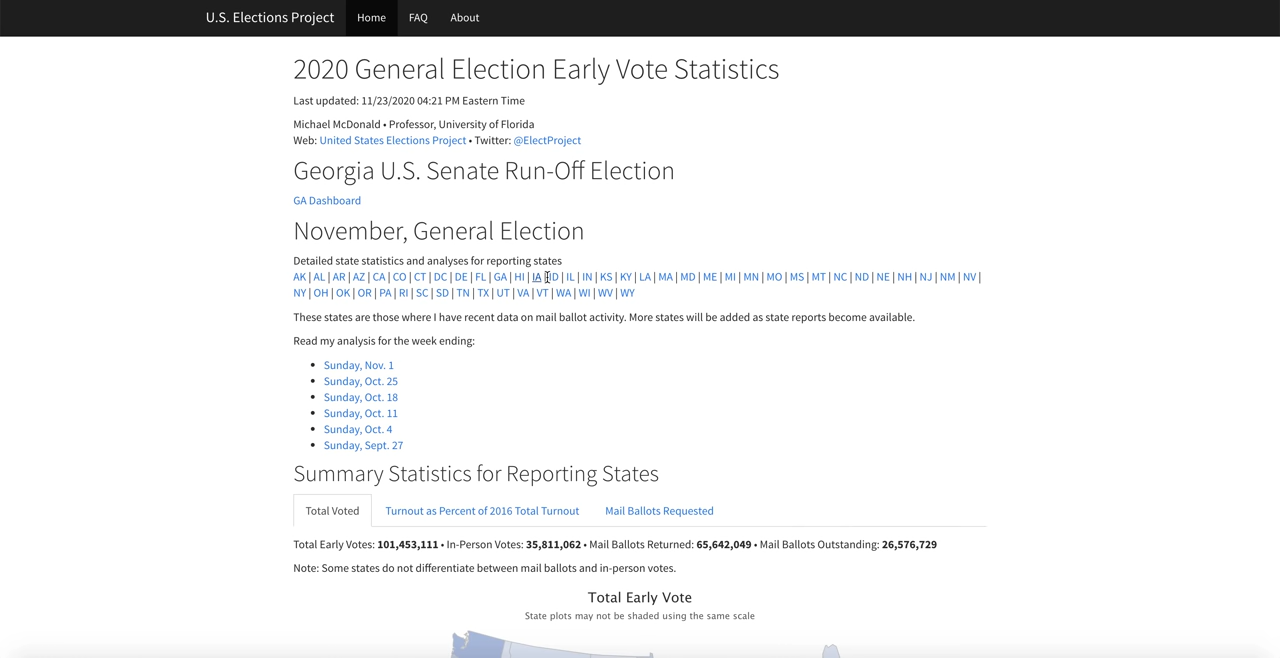 U.S. Elections Project Home FAQ About
2020 General Election Early Vote Statistics
Last updated: 11/23/2020 04:21 PM Eastern Time
Michael McDonald • Professor, University of Florida
Web: United States Elections Project • Twitter: @ElectProject
Georgia U.S. Senate Run-Off Election
GA Dashboard
November, General Election
Detailed state statistics and analyses for reporting states
AK | AL | AR | AZ | CA | CO | CT | DC | DE | FL | GA | HI | IA | ID | IL | IN | KS | KY | LA | MA | MD | ME | MI | MN | MO | MS | MT | NC | ND | NE | NH | NJ | NM | NV |
NY | OH | OK | OR | PA | RI | SC | SD | TN | TX | UT | VA | VT | WA | WI | WV | WY
These states are those where I have recent data on mail ballot activity. More states will be added as state reports become available.
Read my analysis for the week ending:
• Sunday, Nov. 1
• Sunday, Oct. 25
• Sunday, Oct. 18
• Sunday, Oct. 11
• Sunday, Oct. 4
• Sunday, Sept. 27
Summary Statistics for Reporting States
Total Voted Turnout as Percent of 2016 Total Turnout Mail Ballots Requested
Total Early Votes: 101,453,111 • In-Person Votes: 35,811,062 • Mail Ballots Returned: 65,642,049 • Mail Ballots Outstanding: 26,576,729
Note: Some states do not differentiate between mail ballots and in-person votes.
Total Early Vote
State plots may not be shaded using the same scale